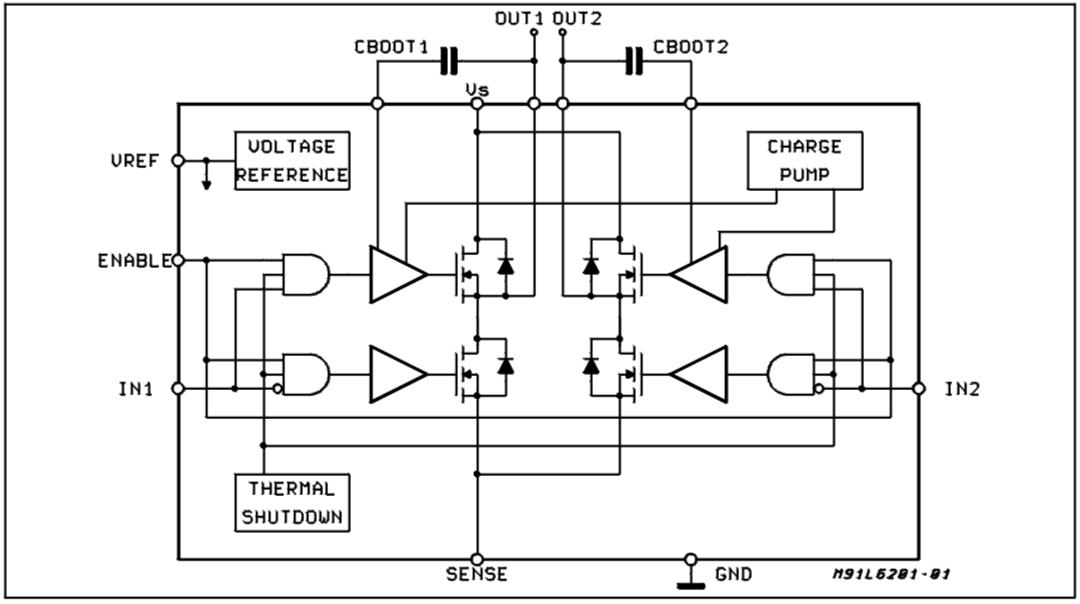 OUT1 OUT2
CBOOT1
CBOOT2
Vs
VREF
VOLTAGE
REFERENCE
CHARGE
PUMP
ENABLE
IN1
IN2
THERMAL
SHUTDOWN
SENSE
GND
M91L6201-01